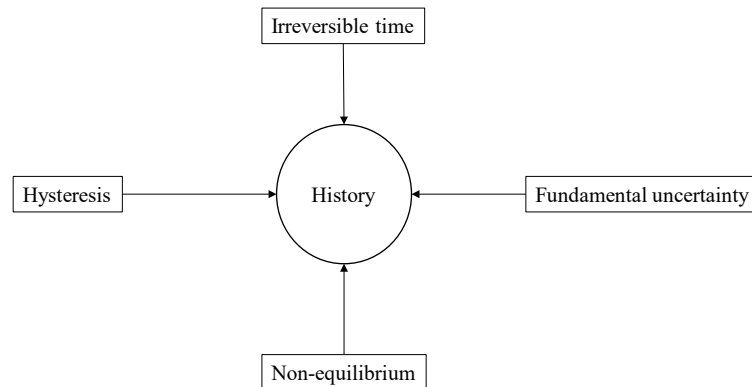 Irreversible time
Hysteresis
History
Fundamental uncertainty
Non-equilibrium